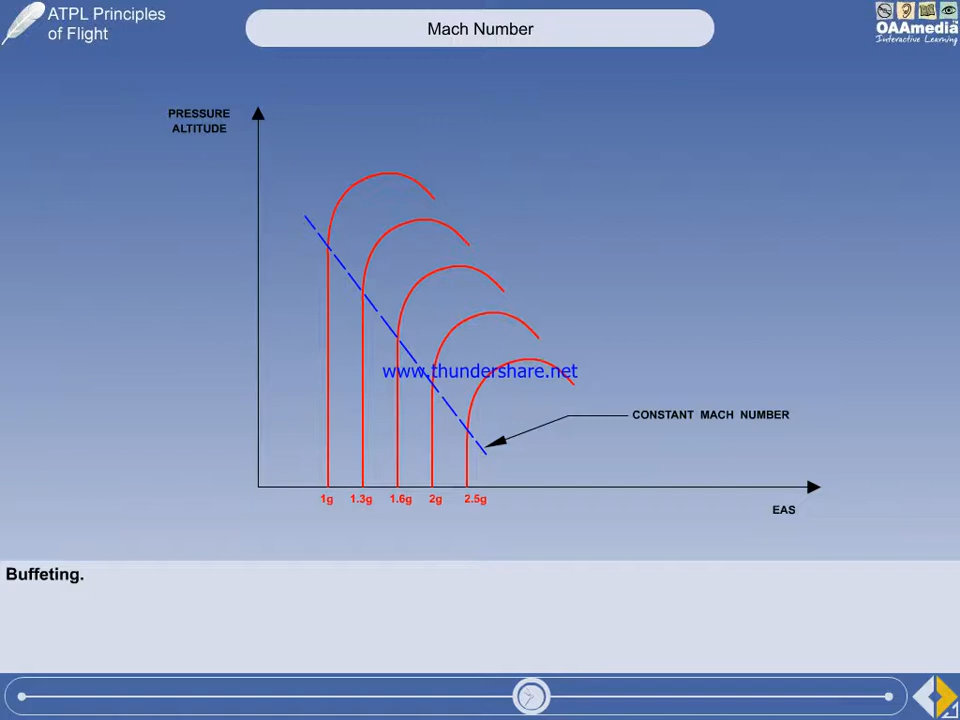 ATPL Principles
of Flight
Mach Number
OAAmedia
Interactive Learning
PRESSURE
ALTITUDE
www.thundershare.net
CONSTANT MACH NUMBER
1g 1.3g 1.6g 2g 2.5g
EAS
Buffeting.